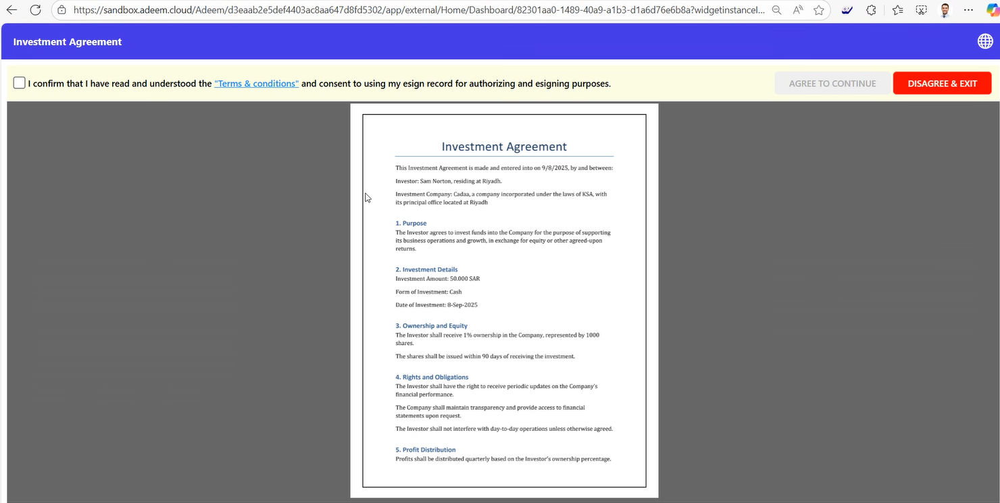 https://sandbox.adeem.cloud/Adeem/d3eaab2e5def4403ac8aa647d8fd5302/app/external/Home/Dashboard/82301aa0-1489-40a9-a1b3-d1a6d76e6b8a?widgetinstanceI...
Investment Agreement
I confirm that I have read and understood the "Terms & conditions" and consent to using my esign record for authorizing and esigning purposes.
AGREE TO CONTINUE
DISAGREE & EXIT
Investment Agreement
This Investment Agreement is made and entered into on 9/8/2025, by and between:
Investor: Sam Norton, residing at Riyadh.
Investment Company: Cadaa, a company incorporated under the laws of KSA, with
its principal office located at Riyadh
1. Purpose
The Investor agrees to invest funds into the Company for the purpose of supporting
its business operations and growth, in exchange for equity or other agreed-upon
returns.
2. Investment Details
Investment Amount: 50.000 SAR
Form of Investment: Cash
Date of Investment: 8-Sep-2025
3. Ownership and Equity
The Investor shall receive 1% ownership in the Company, represented by 1000
shares.
The shares shall be issued within 90 days of receiving the investment.
4. Rights and Obligations
The Investor shall have the right to receive periodic updates on the Company's
financial performance.
The Company shall maintain transparency and provide access to financial
statements upon request.
The Investor shall not interfere with day-to-day operations unless otherwise agreed.
5. Profit Distribution
Profits shall be distributed quarterly based on the Investor's ownership percentage.